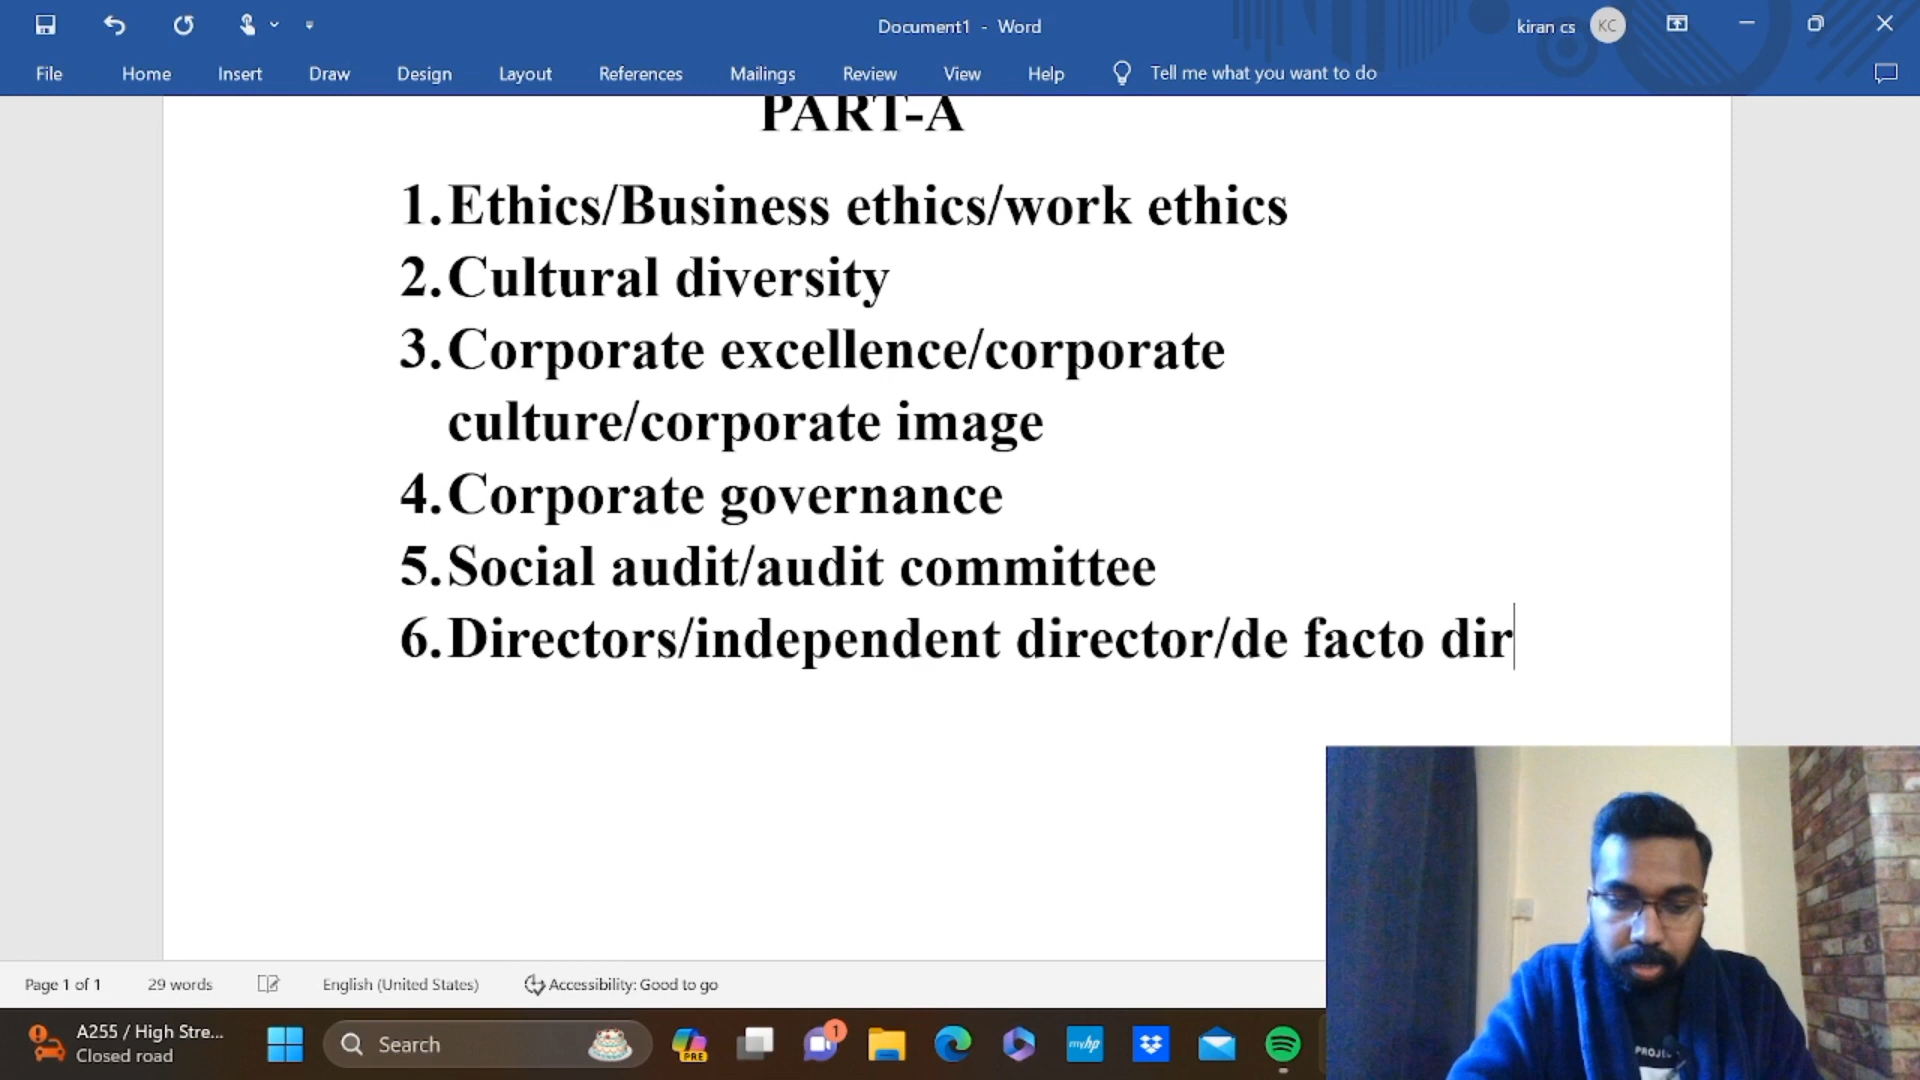 Document1 - Word
kiran cs KC
File Home Insert Draw Design Layout References Mailings Review View Help Tell me what you want to do
PART-A
1.Ethics/Business ethics/work ethics
2.Cultural diversity
3.Corporate excellence/corporate
culture/corporate image
4.Corporate governance
5.Social audit/audit committee
6.Directors/independent director/de facto dir
Page 1 of 1 29 words English (United States) Accessibility: Good to go
A255 / High Stre...
Closed road
Search
PRE
1
myhp